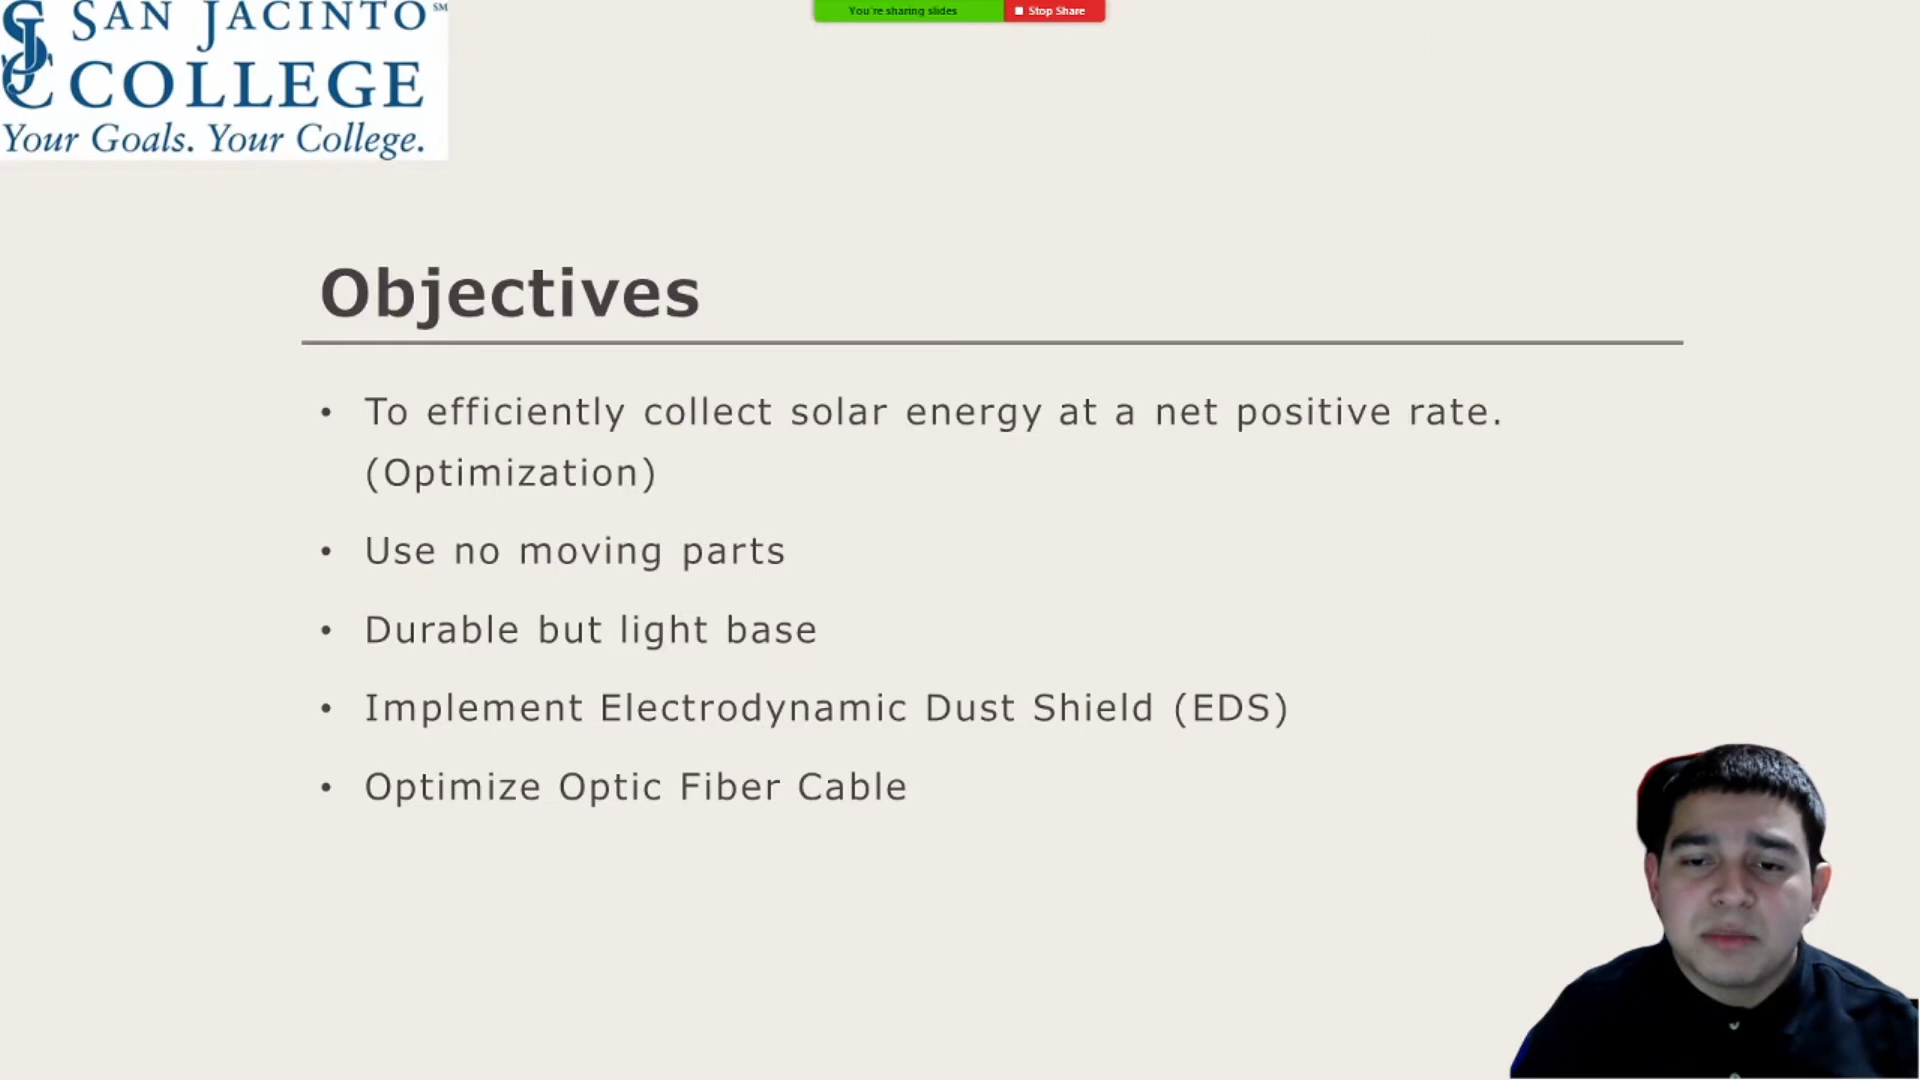 SAN JACINTO℠
COLLEGE
Your Goals. Your College.
You're sharing slides
Stop Share
Objectives
• To efficiently collect solar energy at a net positive rate.
(Optimization)
• Use no moving parts
• Durable but light base
• Implement Electrodynamic Dust Shield (EDS)
• Optimize Optic Fiber Cable